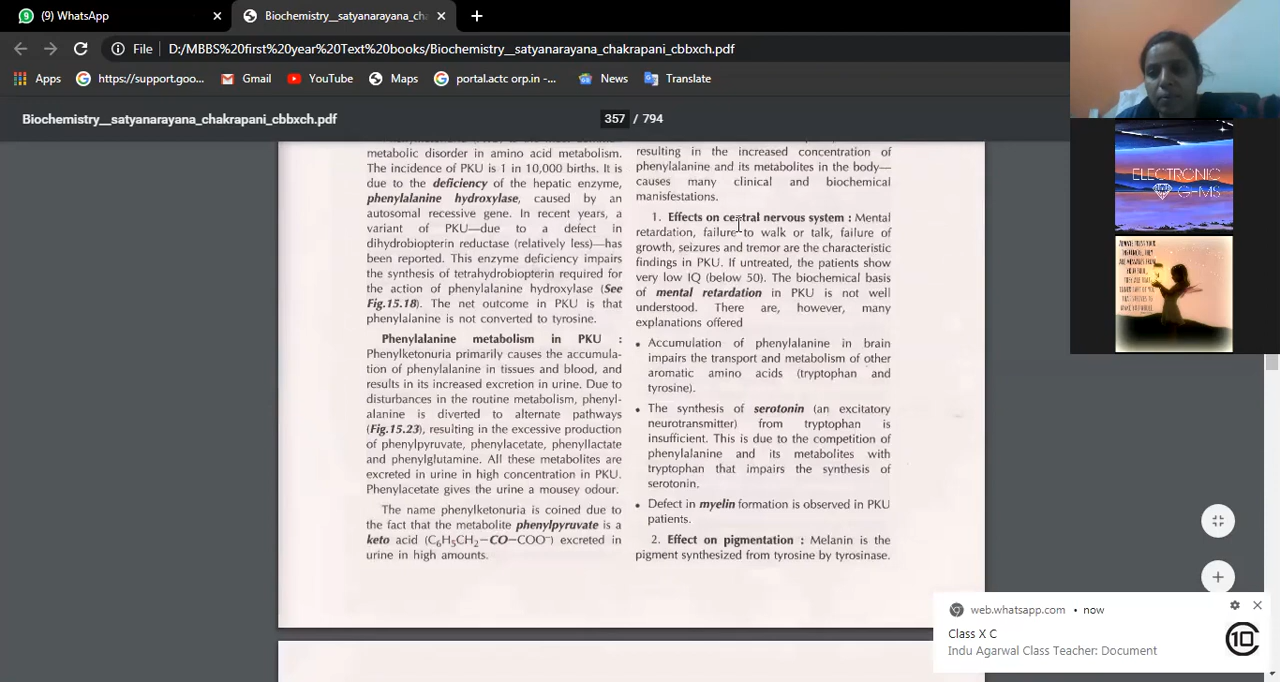 (9) WhatsApp
Biochemistry__satyanarayana_cha
File
D:/MBBS%20first%20year%20Text%20books/Biochemistry__satyanarayana_chakrapani_cbbxch.pdf
Apps
https://support.goo...
Gmail
YouTube
Maps
portal.actc orp.in -...
News
Translate
Biochemistry__satyanarayana_chakrapani_cbbxch.pdf
357 / 794
metabolic disorder in amino acid metabolism.
The incidence of PKU is 1 in 10,000 births. It is
due to the deficiency of the hepatic enzyme,
phenylalanine hydroxylase, caused by an
autosomal recessive gene. In recent years, a
variant of PKU—due to a defect in
dihydrobiopterin reductase (relatively less)—has
been reported. This enzyme deficiency impairs
the synthesis of tetrahydrobiopterin required for
the action of phenylalanine hydroxylase (See
Fig.15.18). The net outcome in PKU is that
phenylalanine is not converted to tyrosine.
Phenylalanine metabolism in PKU :
Phenylketonuria primarily causes the accumula-
tion of phenylalanine in tissues and blood, and
results in its increased excretion in urine. Due to
disturbances in the routine metabolism, phenyl-
alanine is diverted to alternate pathways
(Fig.15.23), resulting in the excessive production
of phenylpyruvate, phenylacetate, phenyllactate
and phenylglutamine. All these metabolites are
excreted in urine in high concentration in PKU.
Phenylacetate gives the urine a mousey odour.
The name phenylketonuria is coined due to
the fact that the metabolite phenylpyruvate is a
keto acid (C6H5CH2–CO–COO–) excreted in
urine in high amounts.
resulting in the increased concentration of
phenylalanine and its metabolites in the body—
causes many clinical and biochemical
manisfestations.
1. Effects on central nervous system : Mental
retardation, failure to walk or talk, failure of
growth, seizures and tremor are the characteristic
findings in PKU. If untreated, the patients show
very low IQ (below 50). The biochemical basis
of mental retardation in PKU is not well
understood. There are, however, many
explanations offered
• Accumulation of phenylalanine in brain
impairs the transport and metabolism of other
aromatic amino acids (tryptophan and
tyrosine).
• The synthesis of serotonin (an excitatory
neurotransmitter) from tryptophan is
insufficient. This is due to the competition of
phenylalanine and its metabolites with
tryptophan that impairs the synthesis of
serotonin.
• Defect in myelin formation is observed in PKU
patients.
2. Effect on pigmentation : Melanin is the
pigment synthesized from tyrosine by tyrosinase.
ELECTRONIC
GEMS
web.whatsapp.com • now
Class X C
Indu Agarwal Class Teacher: Document
10